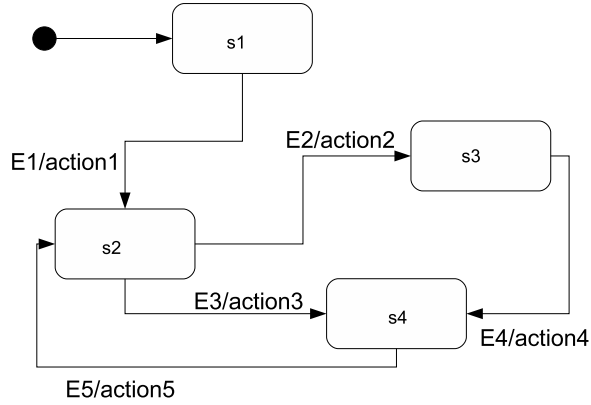 s1
E1/action1
E2/action2
s3
s2
E3/action3
s4
E4/action4
E5/action5